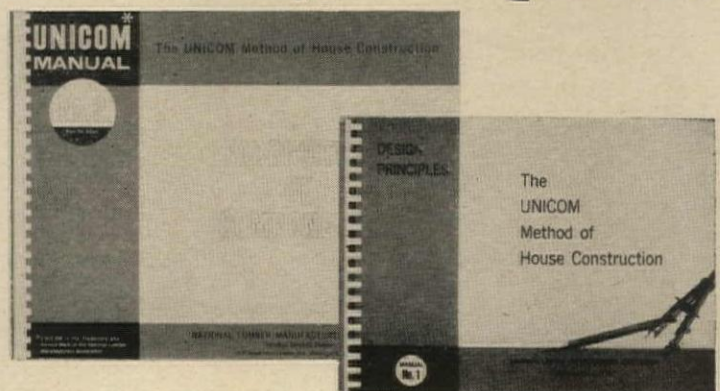 UNICOM*
MANUAL
The UNICOM Method of House Construction
NATIONAL LUMBER MANUFACT
DESIGN
PRINCIPLES
The
UNICOM
Method of
House Construction
MANUAL
No. 1